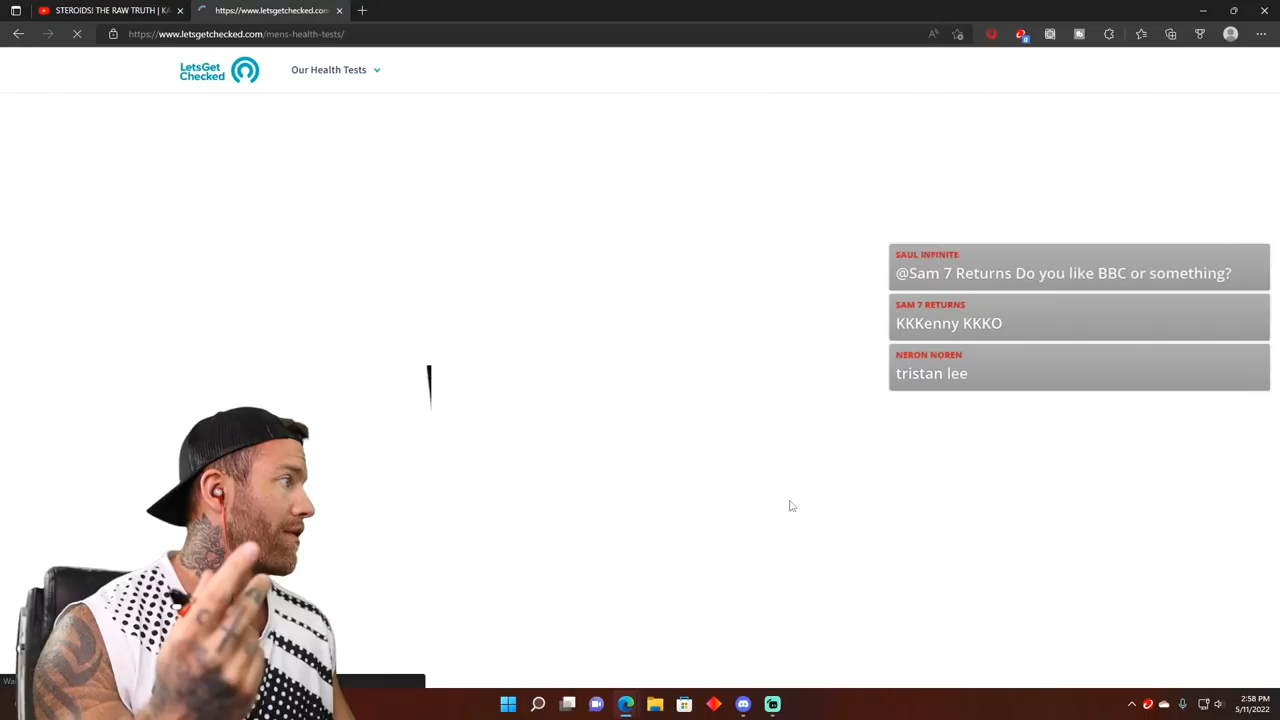 STEROIDS! THE RAW TRUTH | KA
https://www.letsgetchecked.com
https://www.letsgetchecked.com/mens-health-tests/
LetsGet
Checked
Our Health Tests
SAUL INFINITE
@Sam 7 Returns Do you like BBC or something?
SAM 7 RETURNS
KKKenny KKKO
NERON NOREN
tristan lee
2:58 PM
5/11/2022